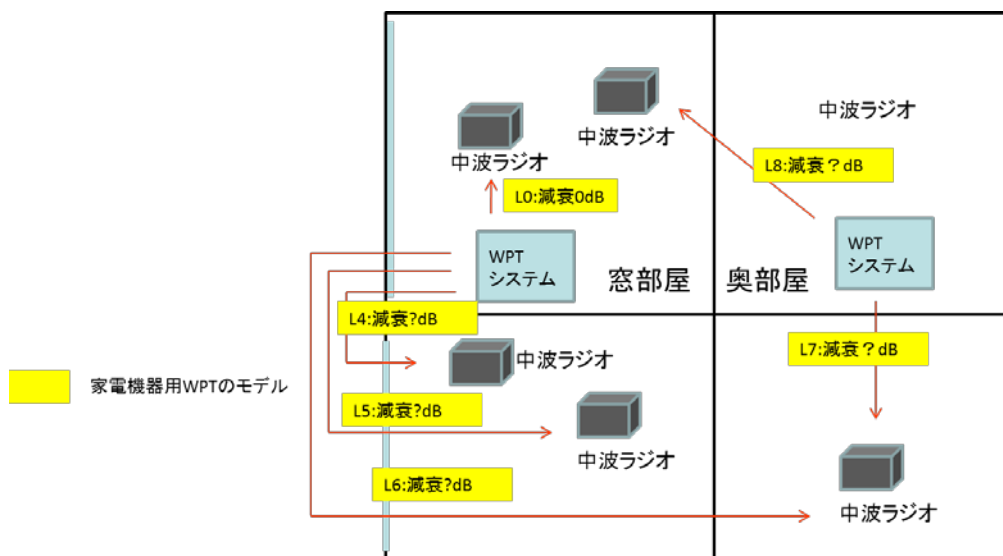 中波ラジオ
中波ラジオ
中波ラジオ
L8:減衰？dB
L0:減衰0dB
WPT
システム
WPT
システム
窓部屋
奥部屋
L4:減衰?dB
L7:減衰？dB
中波ラジオ
家電機器用WPTのモデル
L5:減衰?dB
中波ラジオ
L6:減衰?dB
中波ラジオ